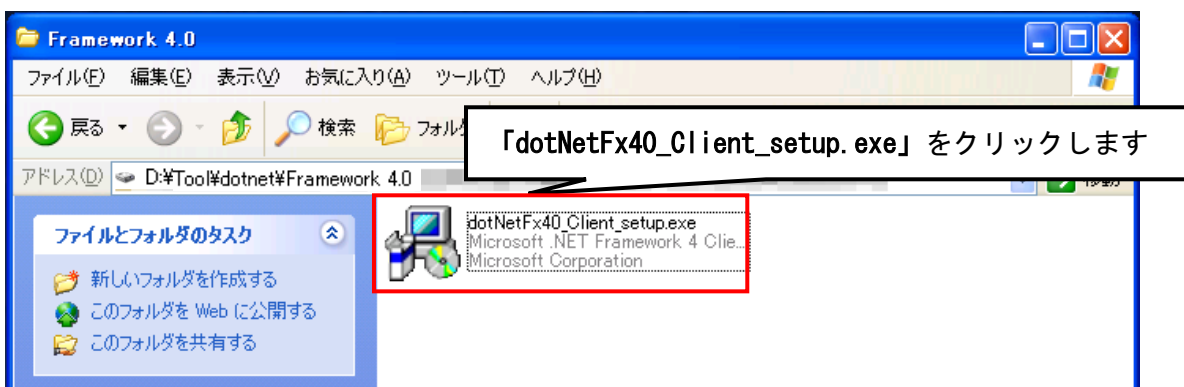 Framework 4.0
ファイル(F) 編集(E) 表示(V) お気に入り(A) ツール(T) ヘルプ(H)
戻る 検索 フォル
「dotNetFx40_Client_setup.exe」をクリックします
アドレス(D) D:¥Tool¥dotnet¥Framework 4.0
ファイルとフォルダのタスク
新しいフォルダを作成する
このフォルダを Web に公開する
このフォルダを共有する
dotNetFx40_Client_setup.exe
Microsoft .NET Framework 4 Clie...
Microsoft Corporation